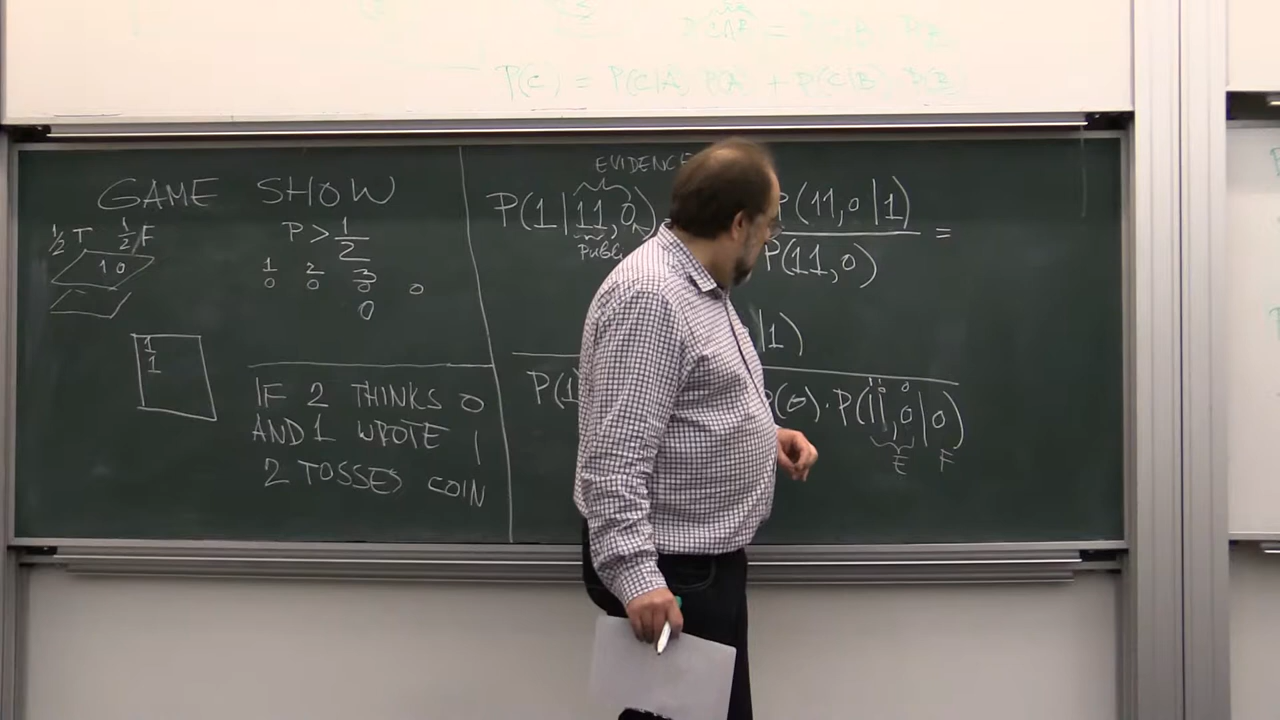 P(C) = P(C|A) P(A) + P(C|B) P(B)
GAME SHOW
1/2 T 1/2 F
1 0
P > 1/2
1 2 3
0 0 0 0
0
1
1
IF 2 THINKS 0
AND 1 WROTE 1
2 TOSSES COIN
EVIDENCE
P(1|11,0)
P(11,0|1)
P(11,0)
=
|1)
P(1
(0)·P(11,0|0)
E F